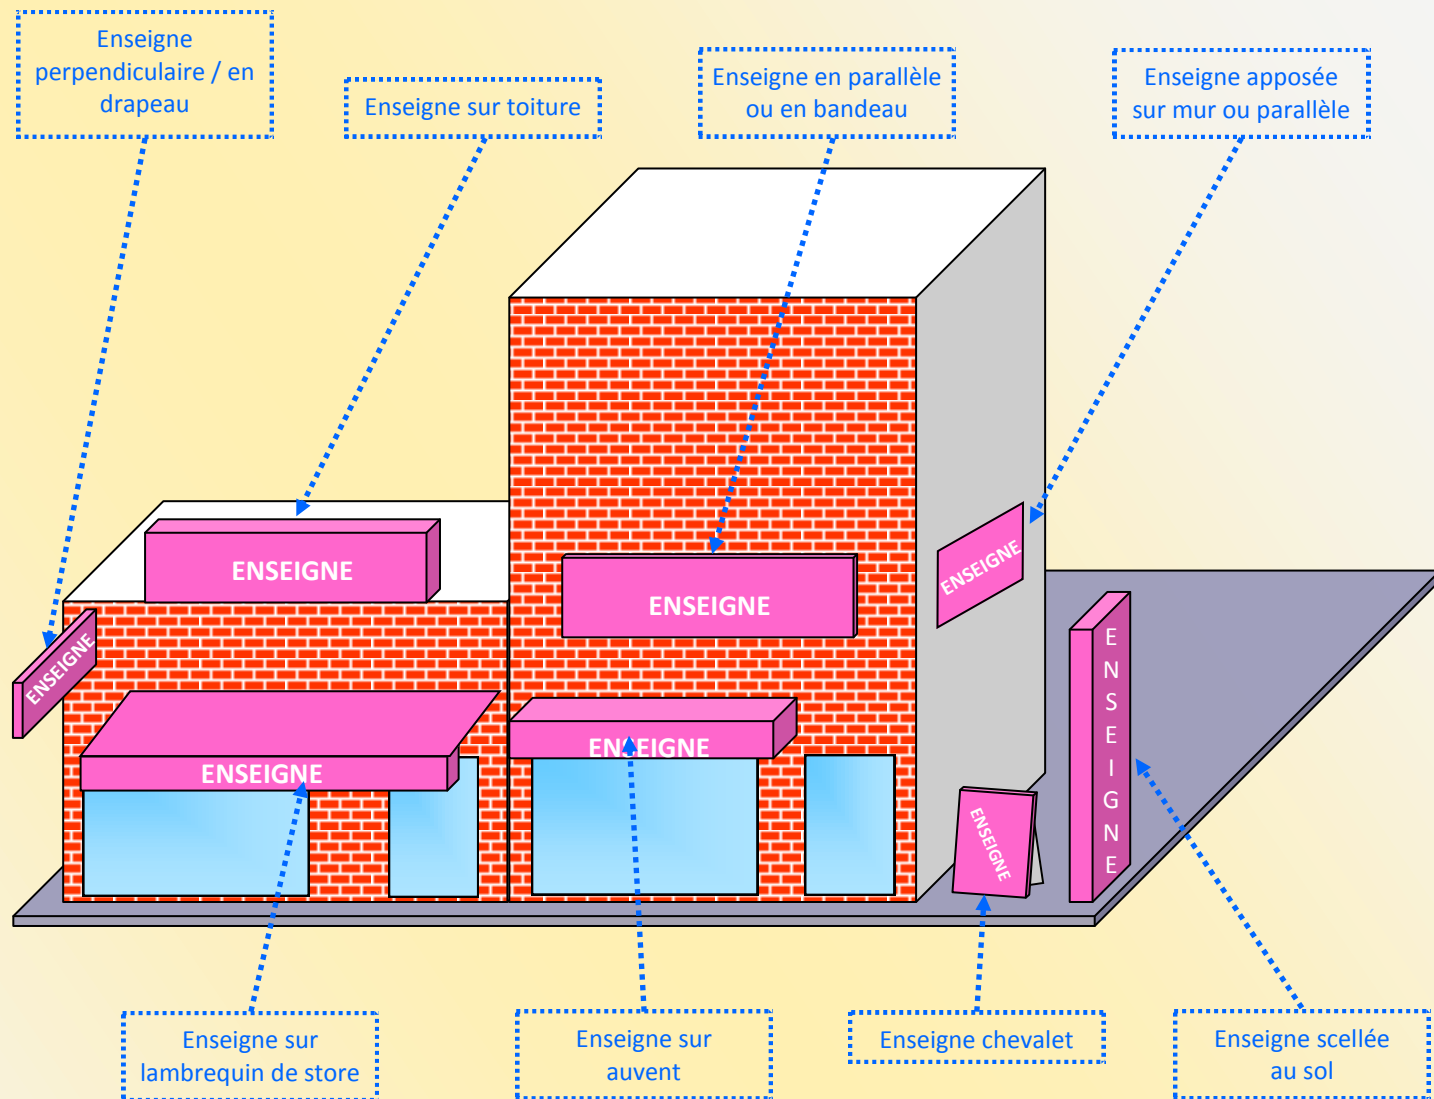 Enseigne
perpendiculaire / en
drapeau
Enseigne sur toiture
Enseigne en parallèle
ou en bandeau
Enseigne apposée
sur mur ou parallèle
ENSEIGNE
ENSEIGNE
ENSEIGNE
ENSEIGNE
ENSEIGNE
ENSEIGNE
ENSEIGNE
ENSEIGNE
Enseigne sur
lambrequin de store
Enseigne sur
auvent
Enseigne chevalet
Enseigne scellée
au sol